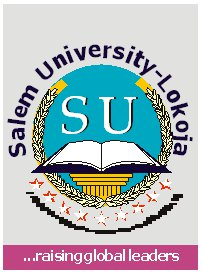 Salem University-Lokoja
SU
...raising global leaders